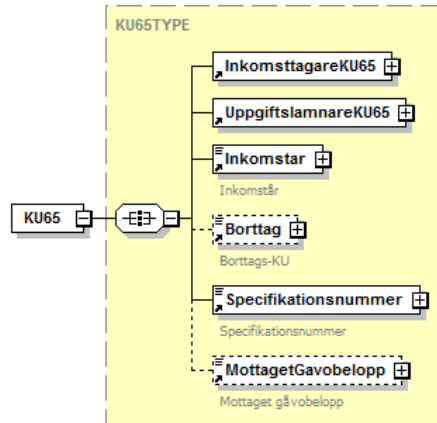 KU65TYPE
InkomsttagareKU65
UppgiftslamnareKU65
Inkomstar
Inkomstår
KU65
Borttag
Borttags-KU
Specifikationsnummer
Specifikationsnummer
MottagetGavobelopp
Mottaget gåvobelopp